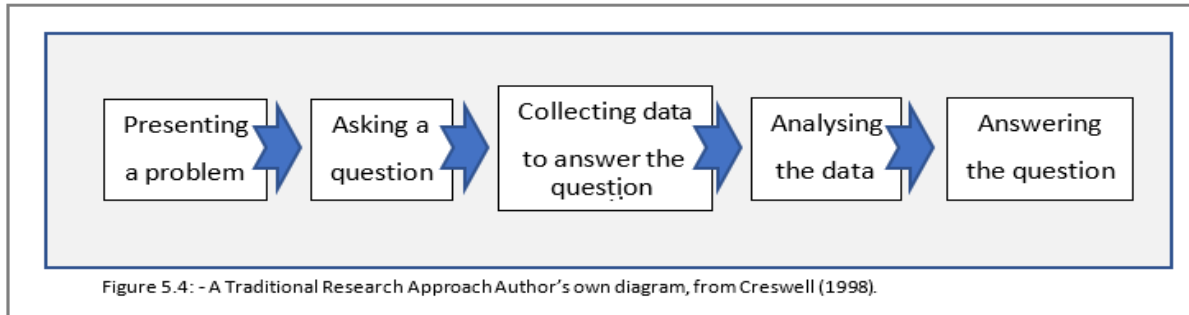 Presenting
a problem
Asking a
question
Collecting data
to answer the
question
Analysing
the data
Answering
the question
Figure 5.4: - A Traditional Research Approach Author's own diagram, from Creswell (1998).